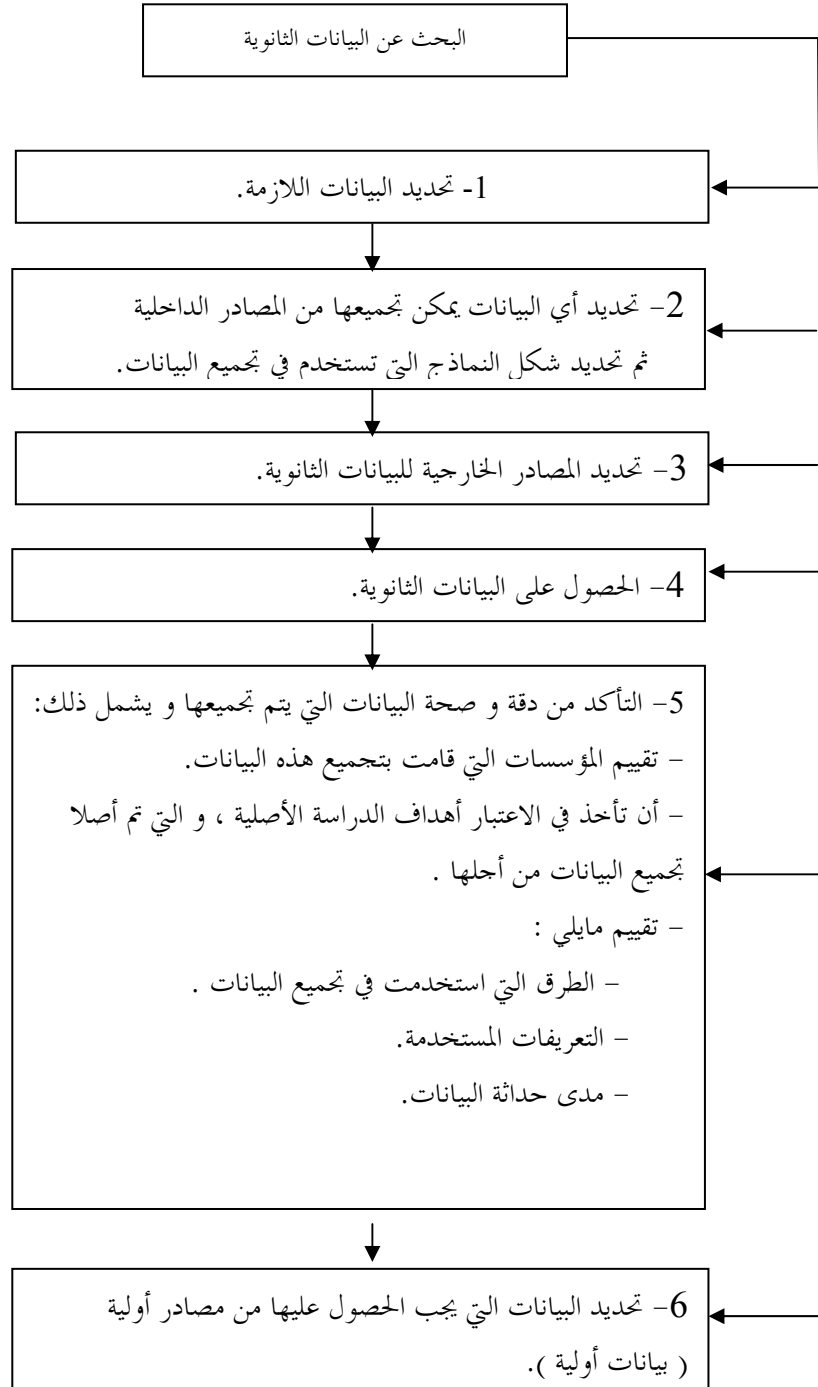 البحث عن البيانات الثانوية
1- تحديد البيانات اللازمة.
2- تحديد أي البيانات يمكن تجميعها من المصادر الداخلية
ثم تحديد شكل النماذج التي تستخدم في تجميع البيانات.
3- تحديد المصادر الخارجية للبيانات الثانوية.
4- الحصول على البيانات الثانوية.
5- التأكد من دقة و صحة البيانات التي يتم تجميعها و يشمل ذلك:
- تقييم المؤسسات التي قامت بتجميع هذه البيانات.
- أن تأخذ في الاعتبار أهداف الدراسة الأصلية ، و التي تم أصلا
تجميع البيانات من أجلها .
- تقييم مايلي :
- الطرق التي استخدمت في تجميع البيانات .
- التعريفات المستخدمة.
- مدى حداثة البيانات.
6- تحديد البيانات التي يجب الحصول عليها من مصادر أولية
( بيانات أولية ).